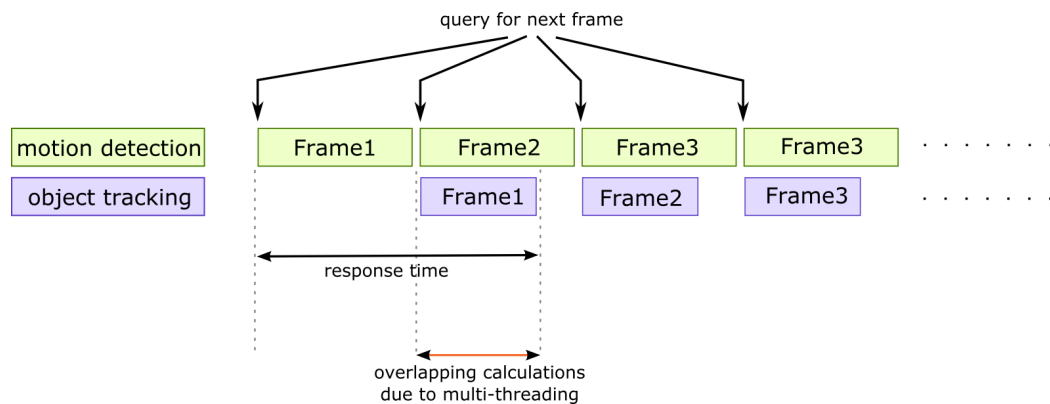 query for next frame
motion detection
Frame1
Frame2
Frame3
Frame3
. . . . . . .
object tracking
Frame1
Frame2
Frame3
. . . . . . .
response time
overlapping calculations
due to multi-threading